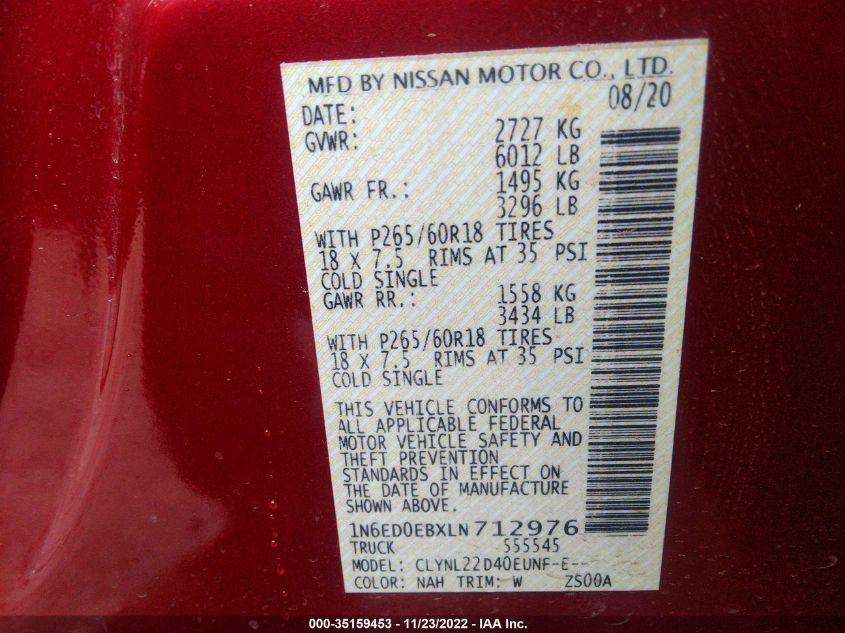 MFD BY NISSAN MOTOR CO., LTD.
DATE: 08/20
GVWR: 2727 KG
6012 LB
GAWR FR.: 1495 KG
3296 LB
WITH P265/60R18 TIRES
18 X 7.5 RIMS AT 35 PSI
COLD SINGLE
GAWR RR.: 1558 KG
3434 LB
WITH P265/60R18 TIRES
18 X 7.5 RIMS AT 35 PSI
COLD SINGLE
THIS VEHICLE CONFORMS TO
ALL APPLICABLE FEDERAL
MOTOR VEHICLE SAFETY AND
THEFT PREVENTION
STANDARDS IN EFFECT ON
THE DATE OF MANUFACTURE
SHOWN ABOVE.
1N6ED0EBXLN712976
TRUCK 555545
MODEL: CLYNL22D40EUNF-E--
COLOR: NAH TRIM: W ZS00A
000-35159453 - 11/23/2022 - IAA Inc.